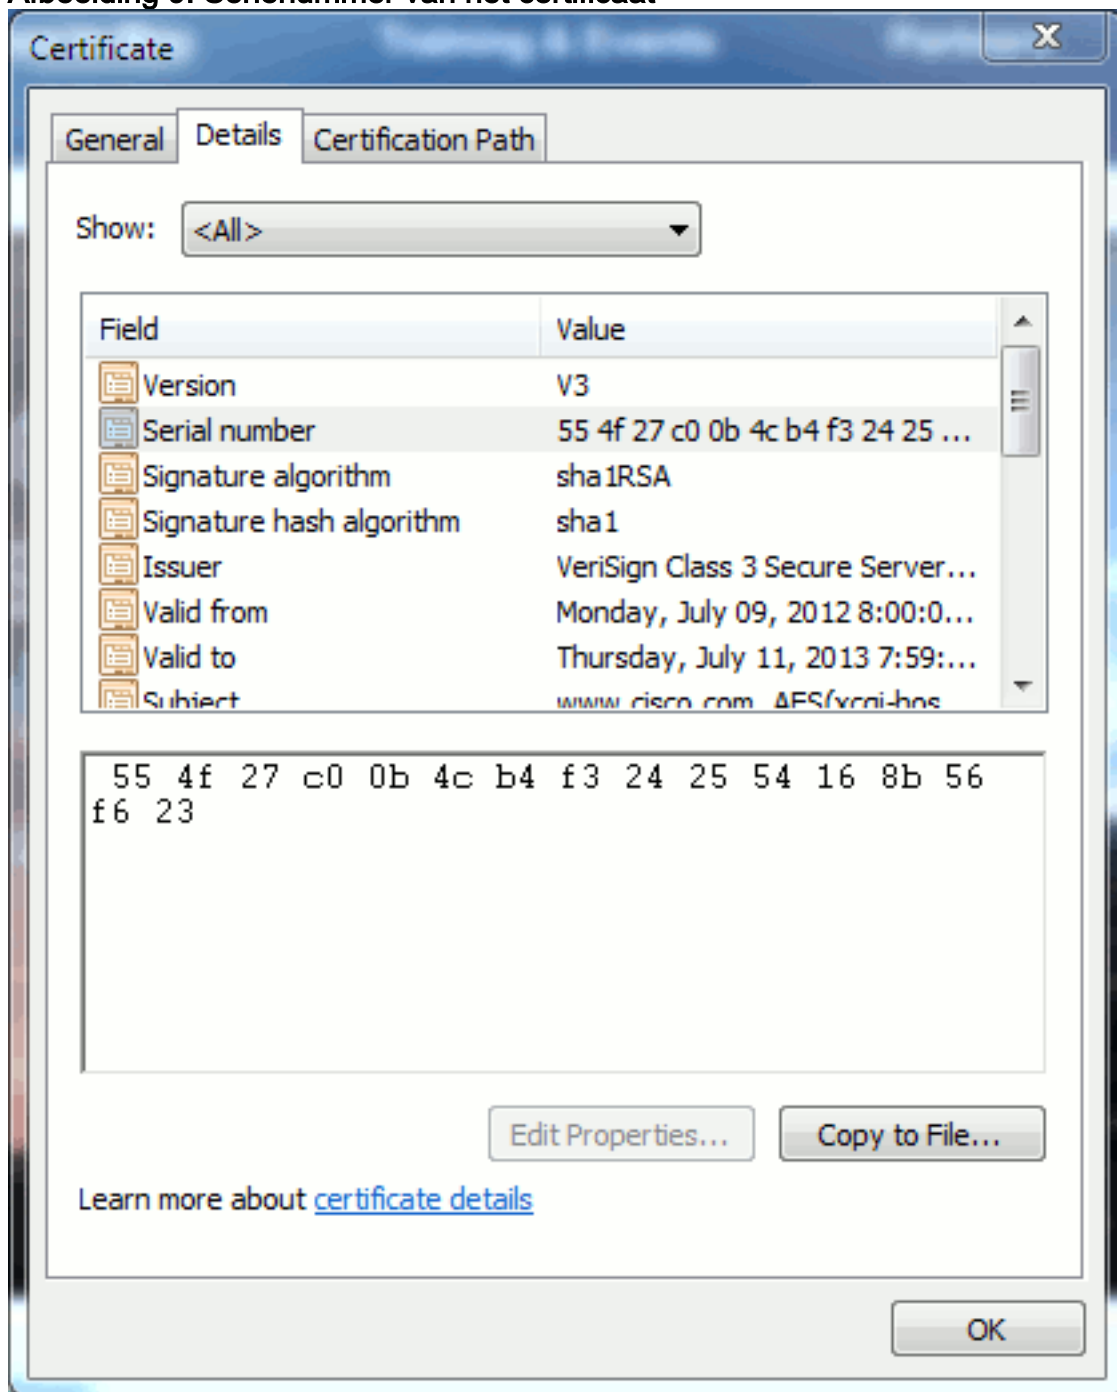 Certificate
General Details Certification Path
Show: <All>
Field Value
Version V3
Serial number 55 4f 27 c0 0b 4c b4 f3 24 25 ...
Signature algorithm sha1RSA
Signature hash algorithm sha1
Issuer VeriSign Class 3 Secure Server...
Valid from Monday, July 09, 2012 8:00:0...
Valid to Thursday, July 11, 2013 7:59:...
Subject www.cisco.com
55 4f 27 c0 0b 4c b4 f3 24 25 54 16 8b 56
f6 23
Edit Properties... Copy to File...
Learn more about certificate details
OK